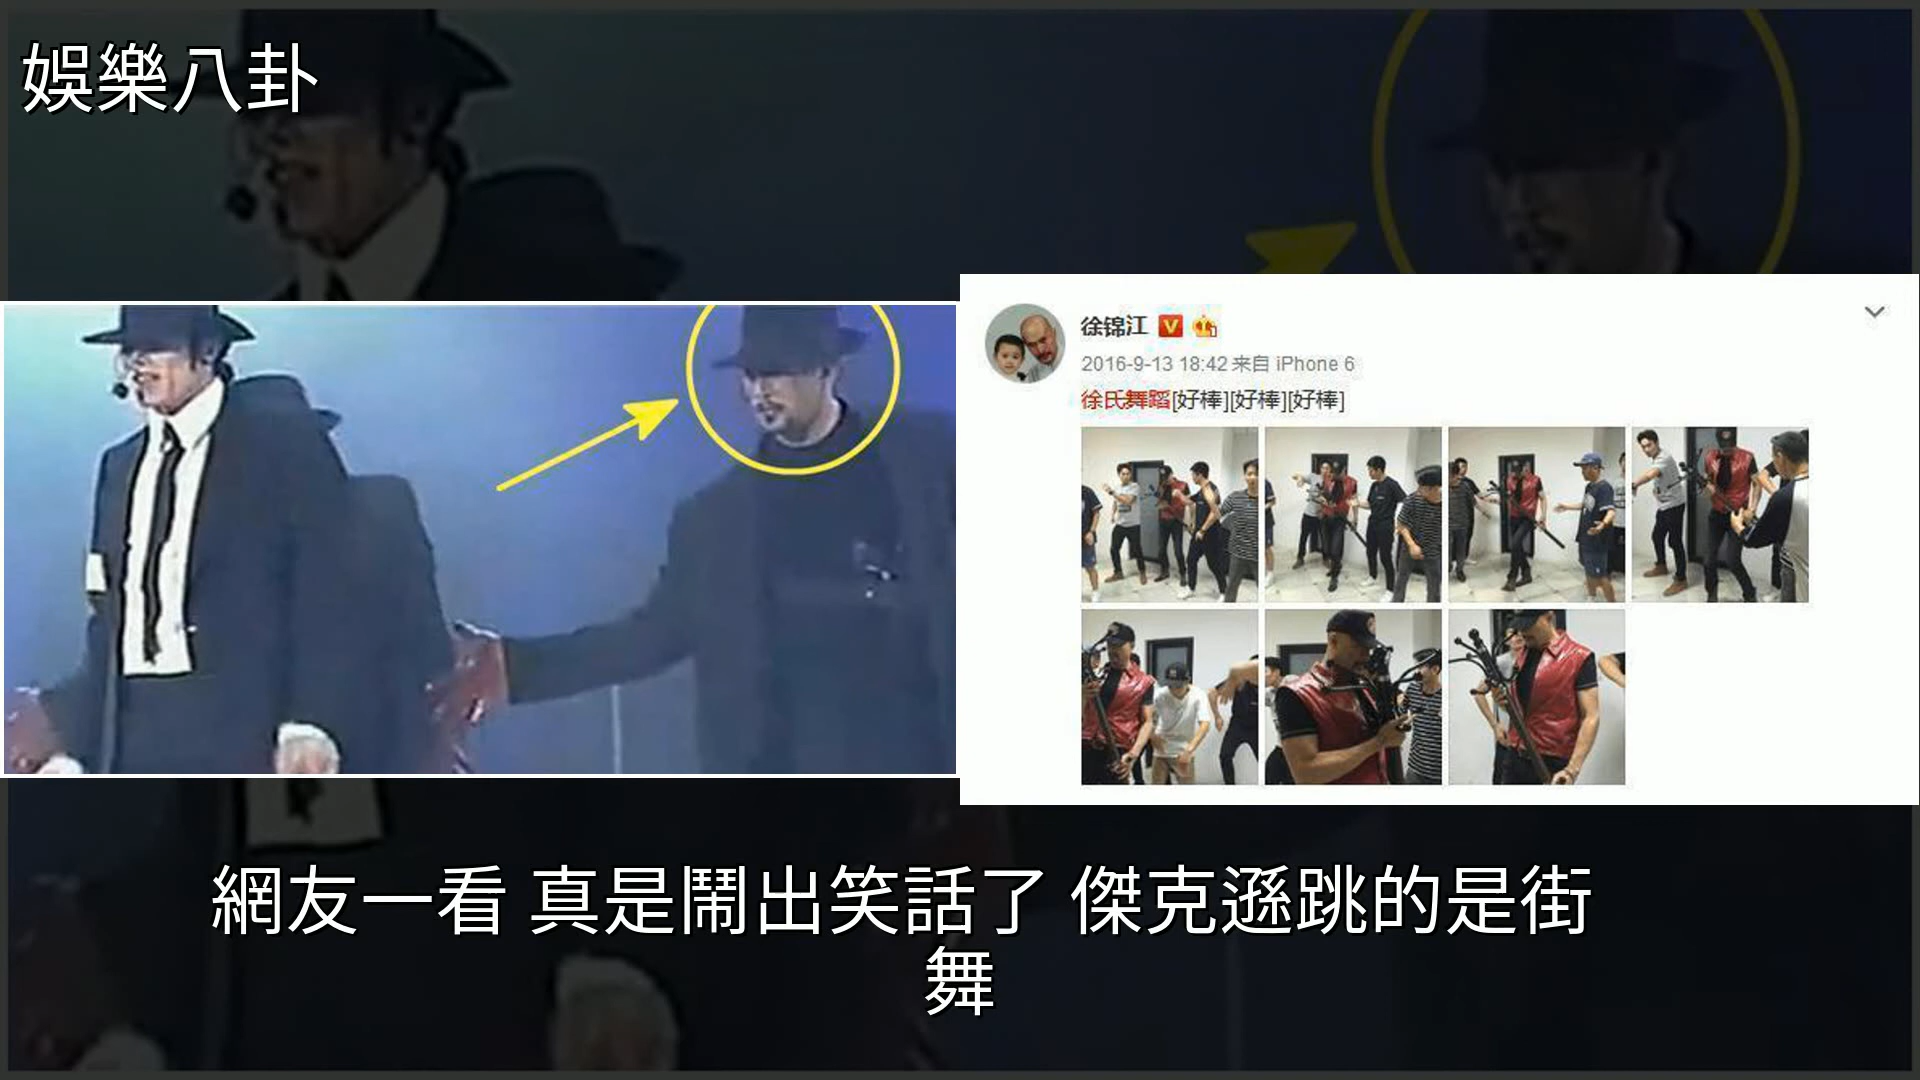 娛樂八卦
徐锦江
2016-9-13 18:42 来自 iPhone 6
徐氏舞蹈[好棒][好棒][好棒]
網友一看 真是鬧出笑話了 傑克遜跳的是街
舞